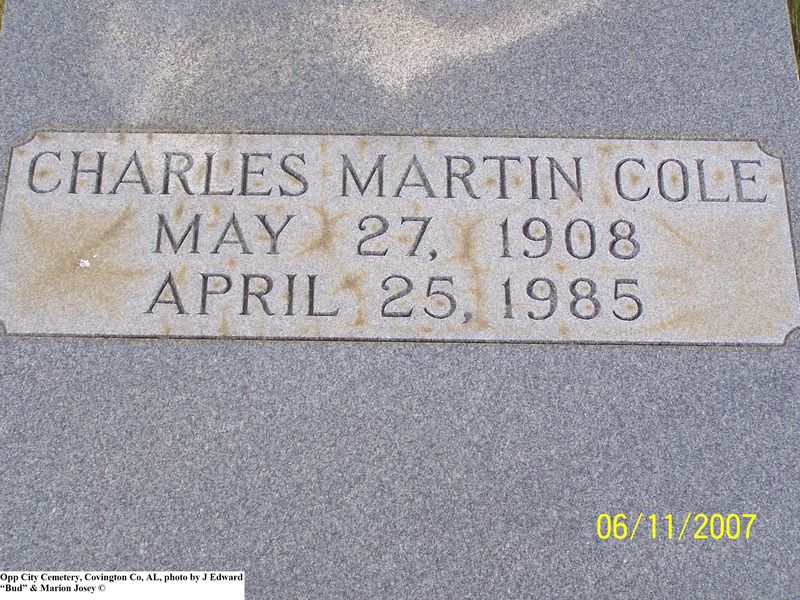 CHARLES MARTIN COLE
MAY 27, 1908
APRIL 25, 1985
06/11/2007
Opp City Cemetery, Covington Co, AL, photo by J Edward
“Bud” & Marion Josey ©